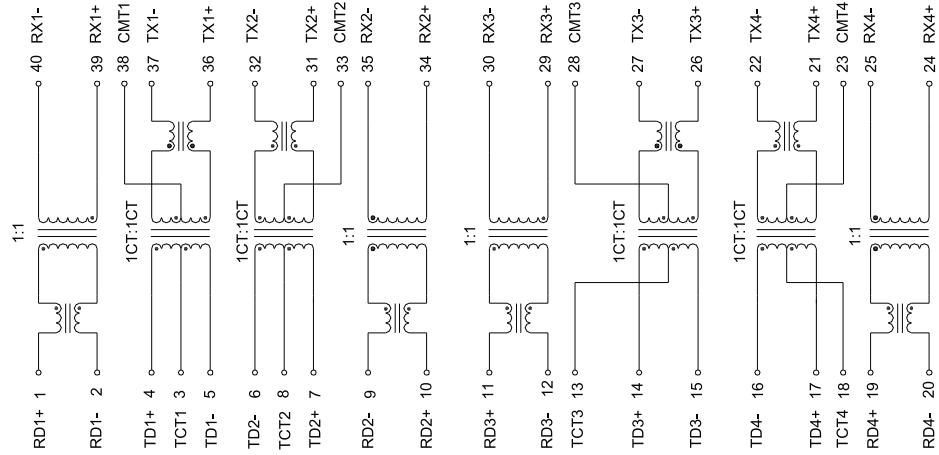 RX1-
RX1+
CMT1
TX1-
TX1+
TX2-
TX2+
CMT2
RX2-
RX2+
RX3-
RX3+
CMT3
TX3-
TX3+
TX4-
TX4+
CMT4
RX4-
RX4+
40
39
38
37
36
32
31
33
35
34
30
29
28
27
26
22
21
23
25
24
1:1
1CT:1CT
1CT:1CT
1:1
1:1
1CT:1CT
1CT:1CT
1:1
1
2
4
3
5
6
8
7
9
10
11
12
13
14
15
16
17
18
19
20
RD1+
RD1-
TD1+
TCT1
TD1-
TD2-
TCT2
TD2+
RD2-
RD2+
RD3+
RD3-
TCT3
TD3+
TD3-
TD4-
TD4+
TCT4
RD4+
RD4-